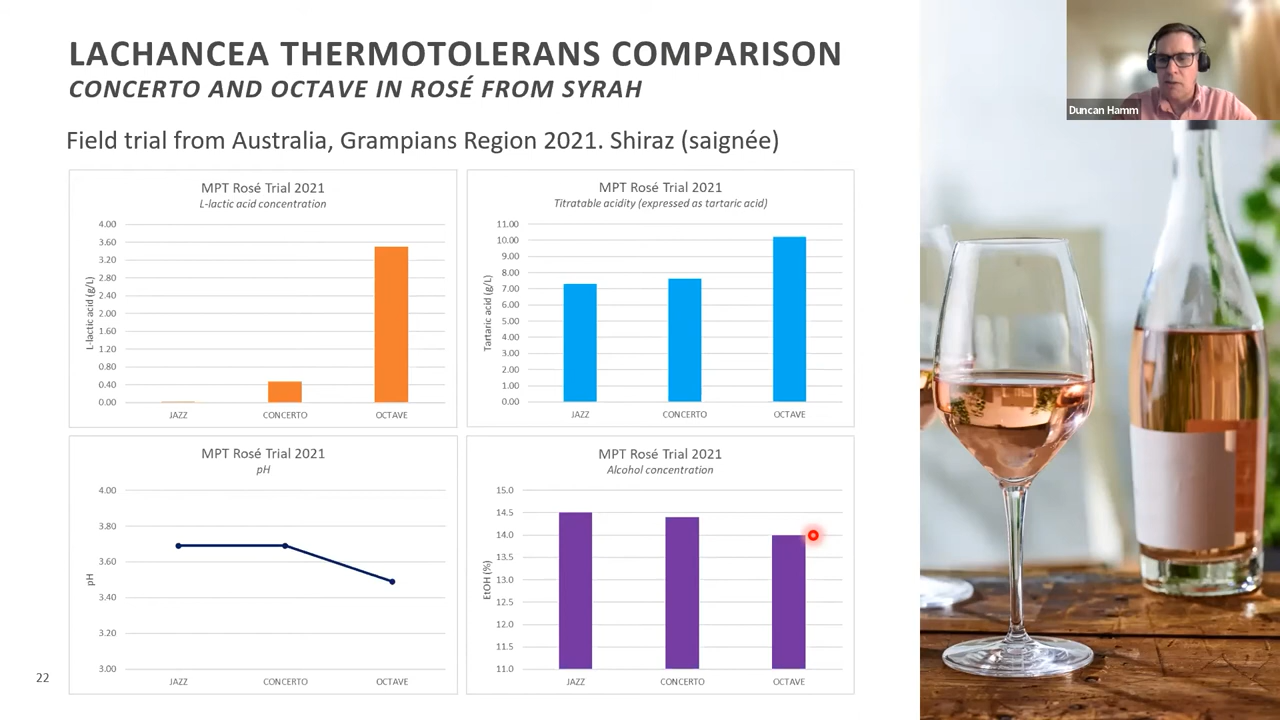 LACHANCEA THERMOTOLERANS COMPARISON
CONCERTO AND OCTAVE IN ROSÉ FROM SYRAH
Duncan Hamm
Field trial from Australia, Grampians Region 2021. Shiraz (saignée)
MPT Rosé Trial 2021
L-lactic acid concentration
L-lactic acid (g/L)
4.00
3.60
3.20
2.80
2.40
2.00
1.60
1.20
0.80
0.40
0.00
JAZZ
CONCERTO
OCTAVE
MPT Rosé Trial 2021
Titratable acidity (expressed as tartaric acid)
Tartaric acid (g/L)
11.00
10.00
9.00
8.00
7.00
6.00
5.00
4.00
3.00
2.00
1.00
0.00
JAZZ
CONCERTO
OCTAVE
MPT Rosé Trial 2021
pH
pH
4.00
3.80
3.60
3.40
3.20
3.00
JAZZ
CONCERTO
OCTAVE
MPT Rosé Trial 2021
Alcohol concentration
EtOH (%)
15.0
14.5
14.0
13.5
13.0
12.5
12.0
11.5
11.0
JAZZ
CONCERTO
OCTAVE
22